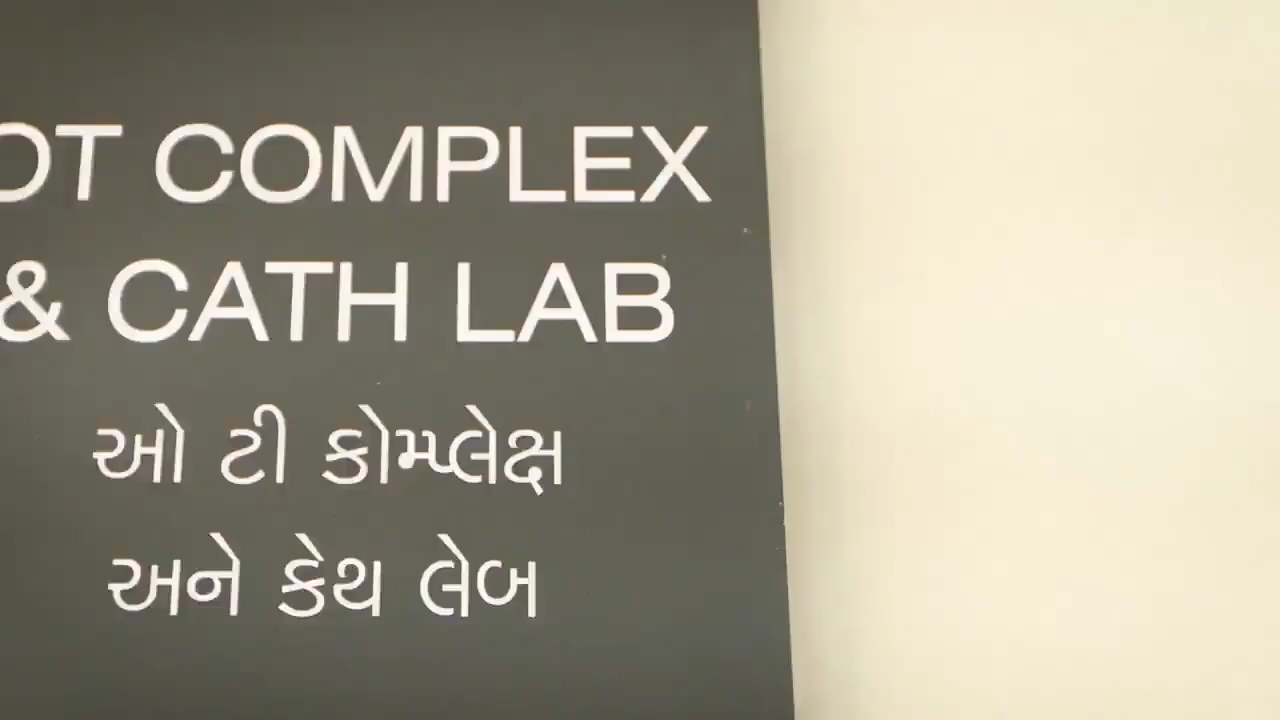 OT COMPLEX
& CATH LAB
ઓ ટી કોમ્પ્લેક્ષ
અને કેથ લેબ